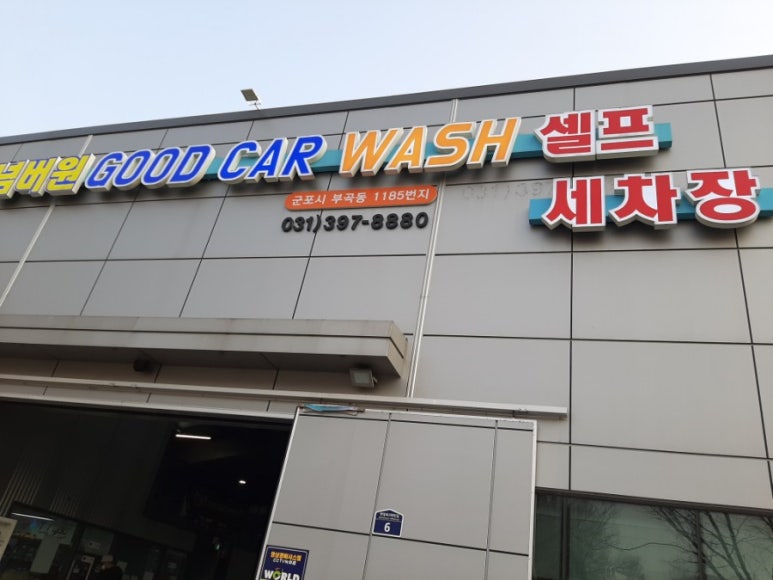 넘버원 GOOD CAR WASH 셀프
세차장
군포시 부곡동 1185번지
031)397-8880
6
WORLD